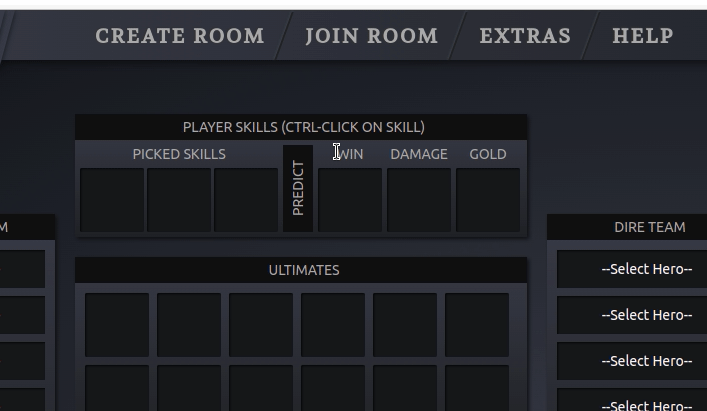 CREATE ROOM JOIN ROOM EXTRAS HELP
PLAYER SKILLS (CTRL-CLICK ON SKILL)
PICKED SKILLS PREDICT WIN DAMAGE GOLD
M
DIRE TEAM
ULTIMATES
--Select Hero--
--Select Hero--
--Select Hero--
--Select Hero--